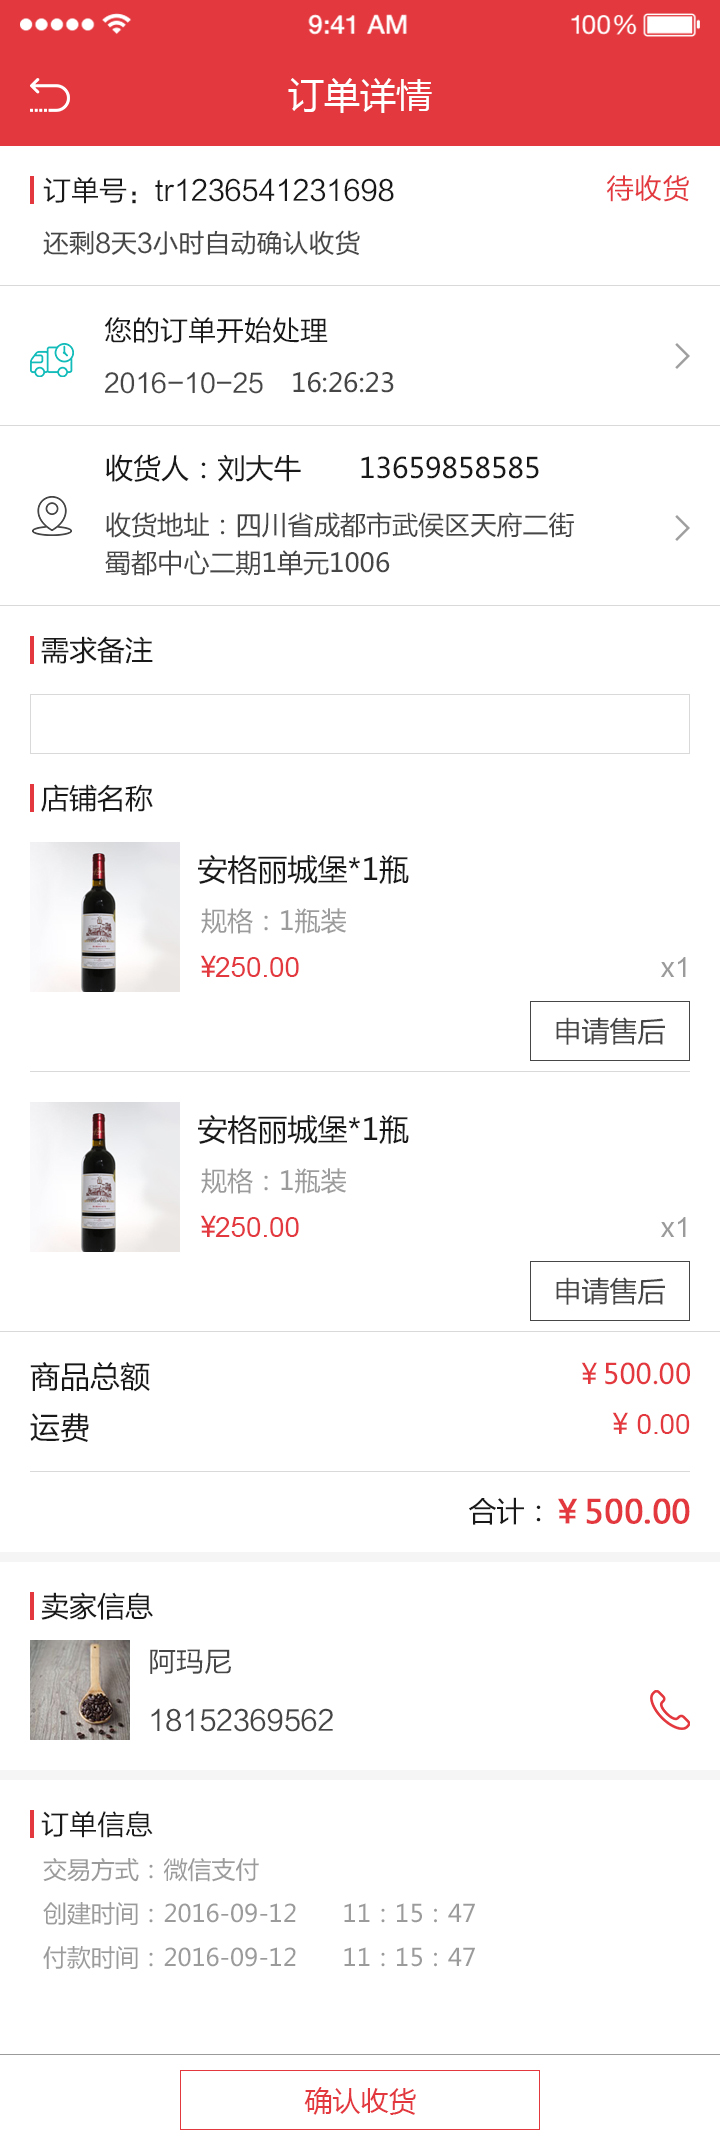 9:41 AM 100%
订单详情
订单号：tr1236541231698 待收货
还剩8天3小时自动确认收货
您的订单开始处理
2016-10-25 16:26:23
收货人：刘大牛 13659858585
收货地址：四川省成都市武侯区天府二街
蜀都中心二期1单元1006
需求备注
店铺名称
安格丽城堡*1瓶
规格：1瓶装
¥250.00 x1
申请售后
安格丽城堡*1瓶
规格：1瓶装
¥250.00 x1
申请售后
商品总额 ¥500.00
运费 ¥ 0.00
合计：¥500.00
卖家信息
阿玛尼
18152369562
订单信息
交易方式：微信支付
创建时间：2016-09-12 11：15：47
付款时间：2016-09-12 11：15：47
确认收货